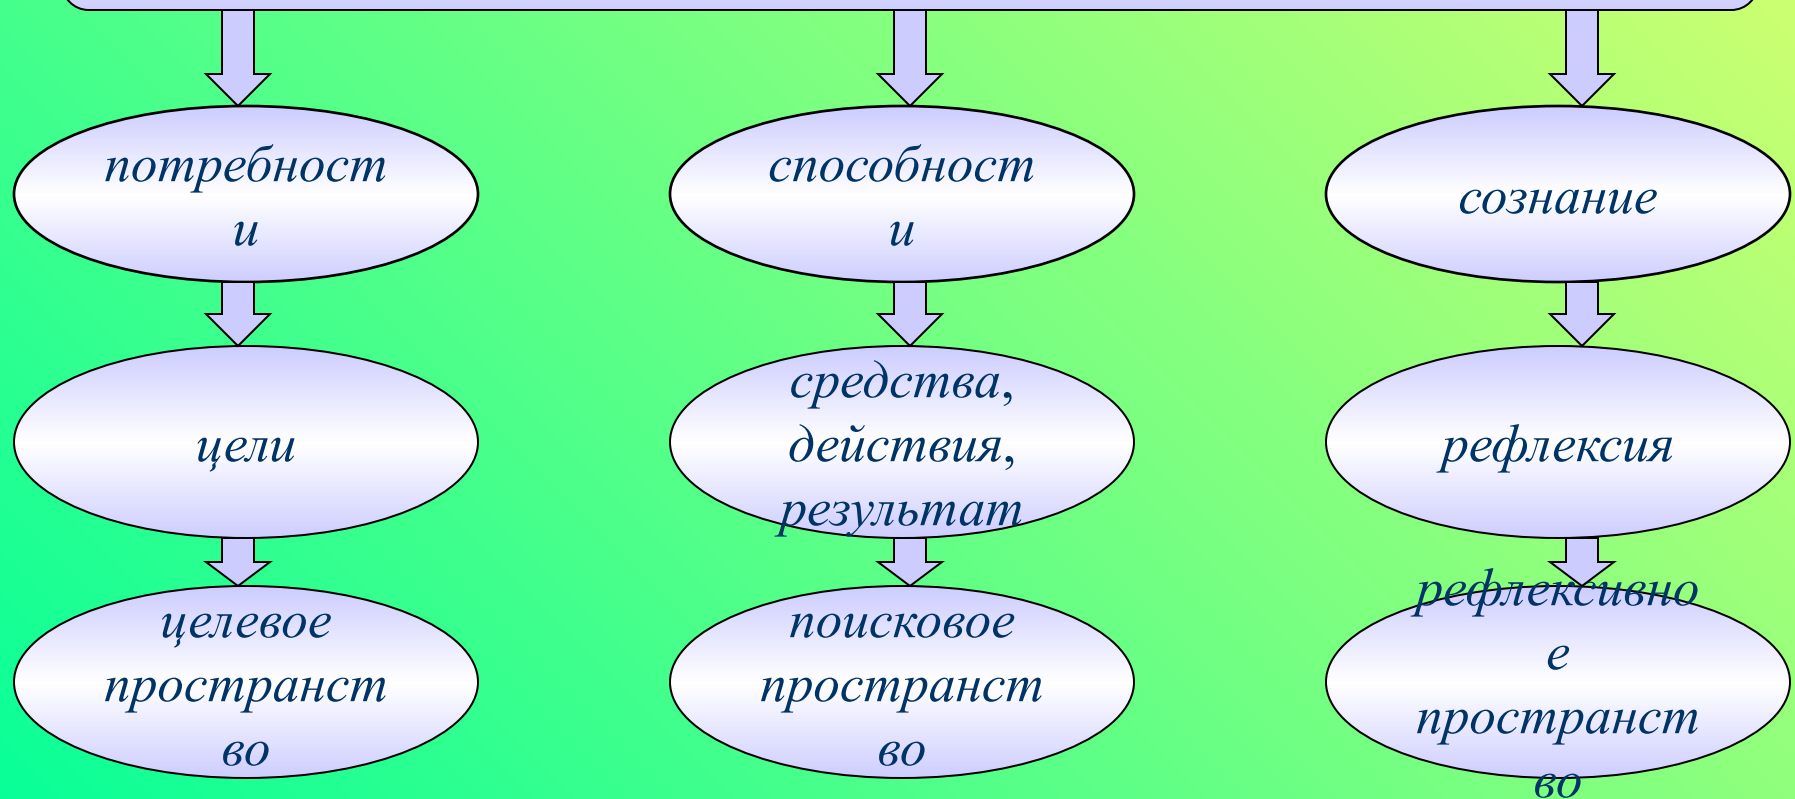 потребност
и
способност
и
сознание
цели
средства,
действия,
результат
рефлексия
целевое
пространст
во
поисковое
пространст
во
рефлексивно
е
пространст
во